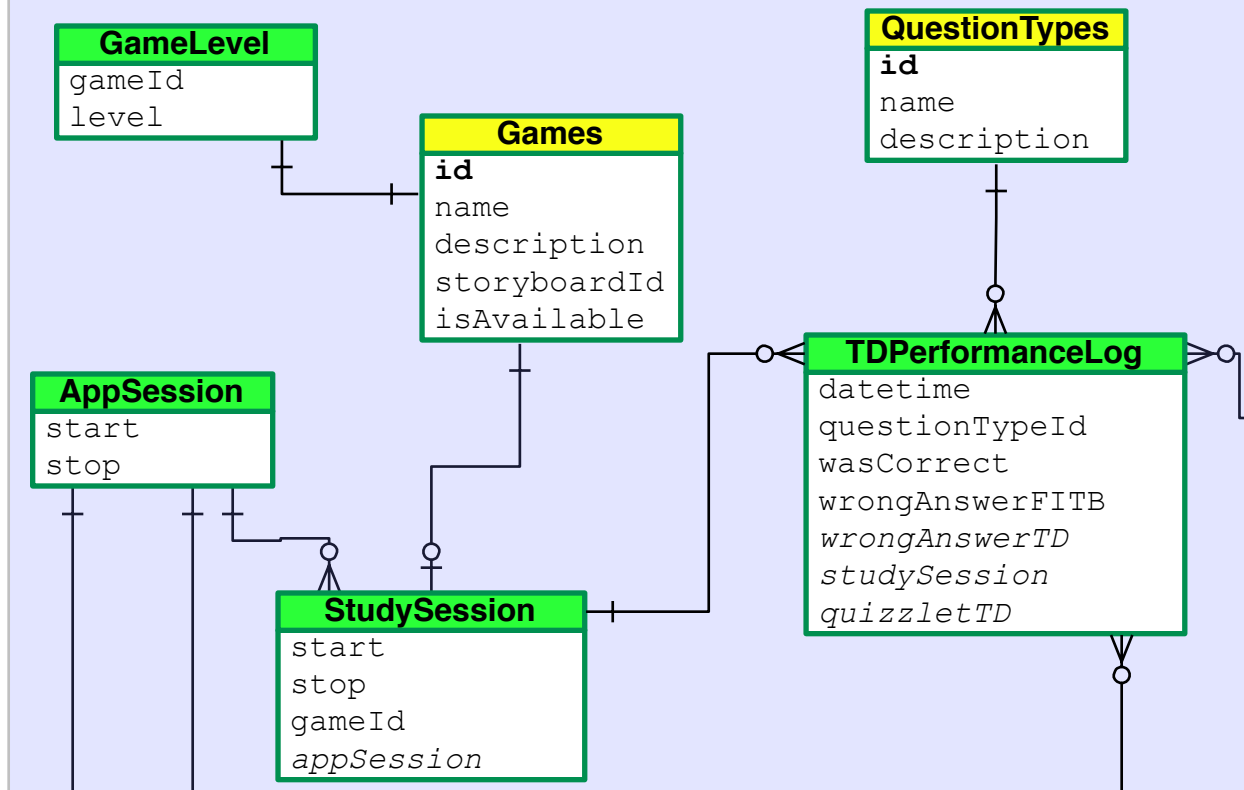 GameLevel
gameId
level
QuestionTypes
id
name
description
Games
id
name
description
storyboardId
isAvailable
AppSession
start
stop
TDPerformanceLog
datetime
questionTypeId
wasCorrect
wrongAnswerFITB
wrongAnswerTD
studySession
quizzletTD
StudySession
start
stop
gameId
appSession